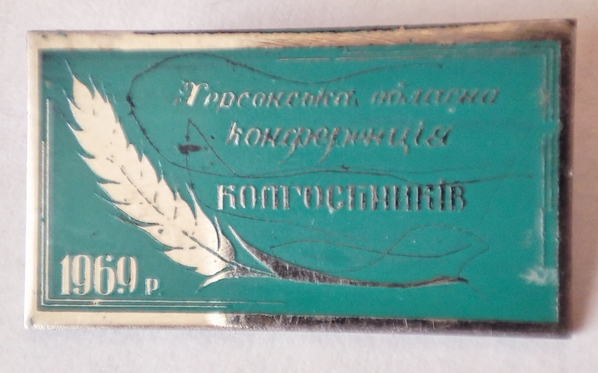 Херсонська обласна
конференція
колгоспників
1969 р.